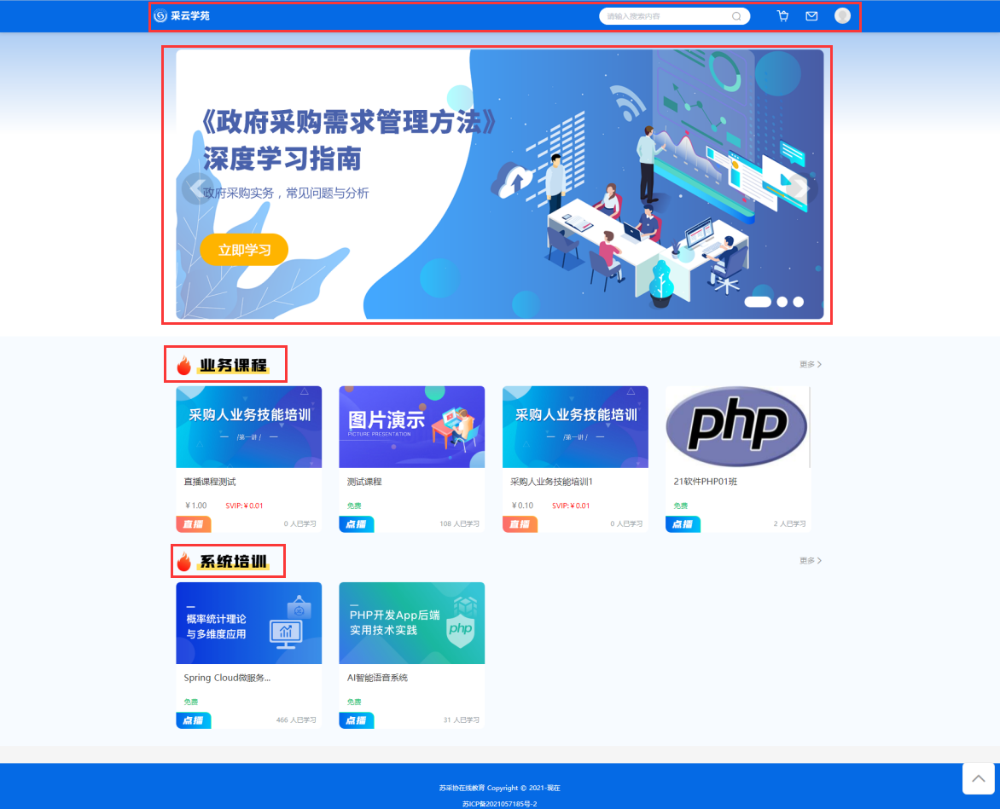 采云学苑
请输入搜索内容
《政府采购需求管理方法》
深度学习指南
政府采购实务，常见问题与分析
立即学习
业务课程
更多
采购人业务技能培训
/第一讲/
图片演示
PICTURE PRESENTATION
采购人业务技能培训
/第一讲/
php
直播课程测试
测试课程
采购人业务技能培训1
21软件PHP01班
¥1.00 SVIP:¥0.01
免费
¥0.10 SVIP:¥0.01
免费
直播 0 人已学习
点播 108 人已学习
直播 0 人已学习
点播 2 人已学习
系统培训
更多
概率统计理论
与多维度应用
PHP开发App后端
实用技术实践
php
Spring Cloud微服务...
AI智能语音系统
免费
免费
点播 466 人已学习
点播 31 人已学习
苏采协在线教育 Copyright © 2021-现在
苏ICP备2021057185号-2